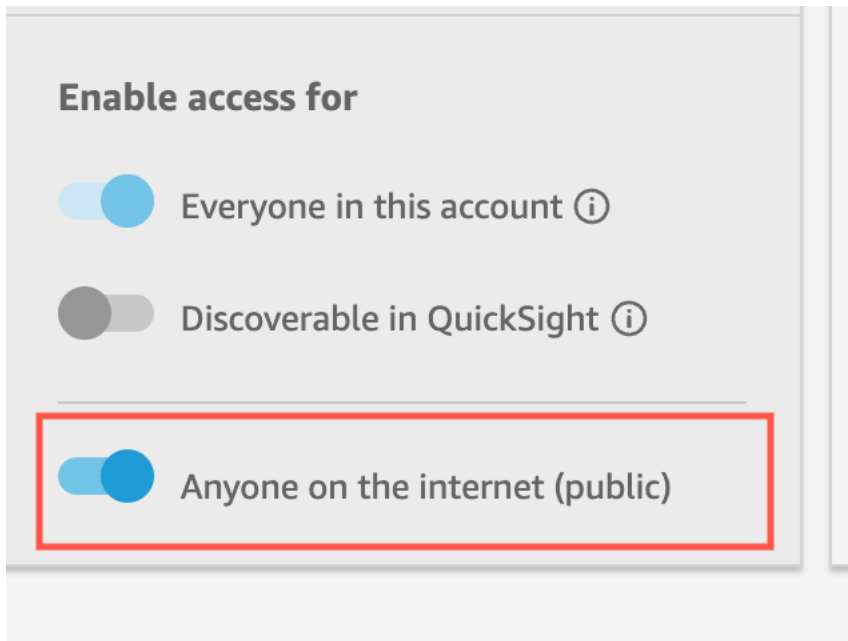 Enable access for
Everyone in this account
Discoverable in QuickSight
Anyone on the internet (public)